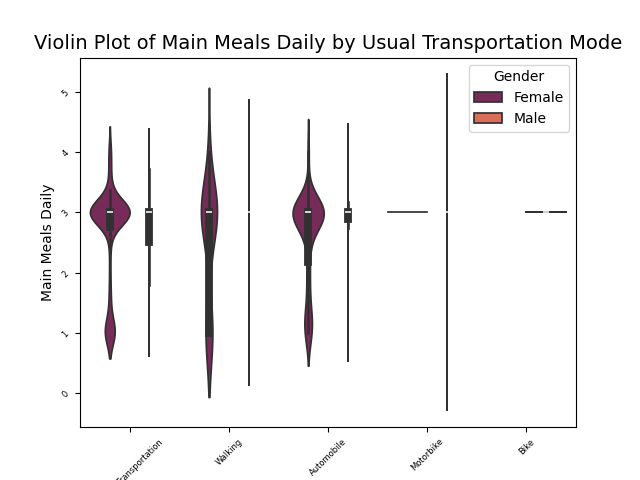 Violin Plot of Main Meals Daily by Usual Transportation Mode
Gender
Female
Male
Main Meals Daily
5
4
3
2
1
0
Transportation
Walking
Automobile
Motorbike
Bike